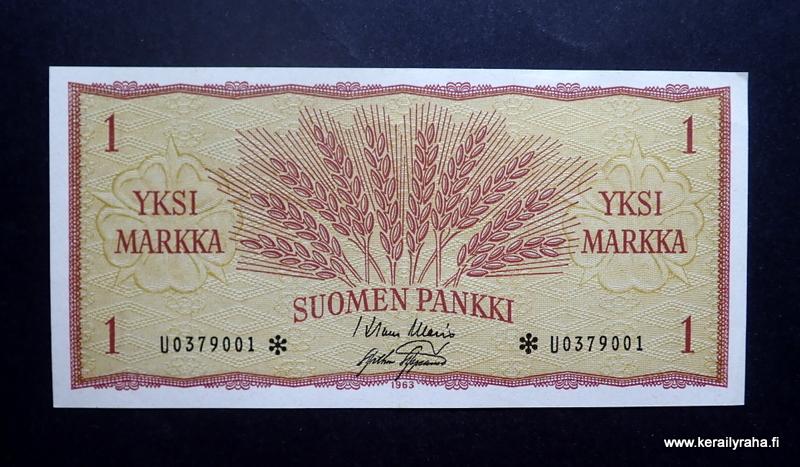 1 1
YKSI MARKKA
YKSI MARKKA
SUOMEN PANKKI
1 U0379001 * * U0379001 1
1963
www.kerailyraha.fi